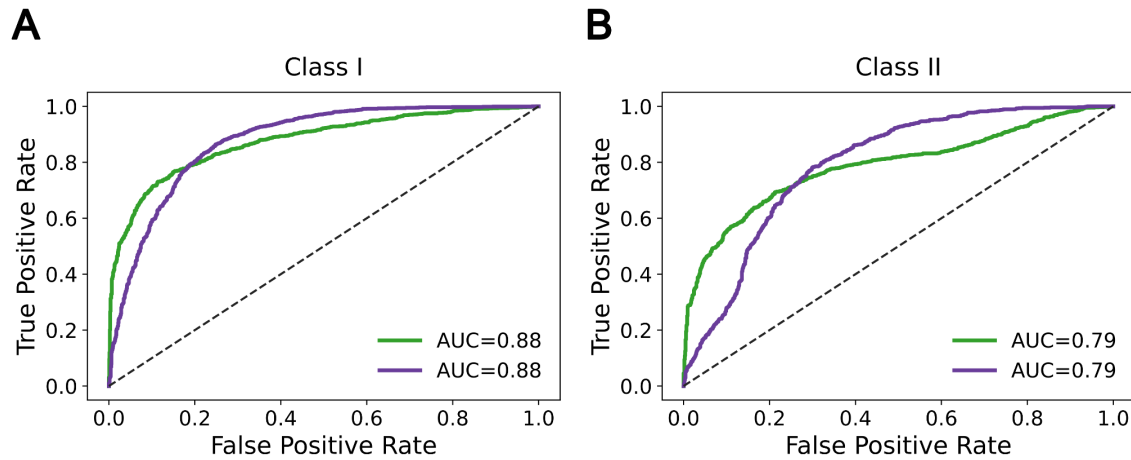 A
Class I
True Positive Rate
1.0
0.8
0.6
0.4
0.2
0.0
AUC=0.88
AUC=0.88
0.0 0.2 0.4 0.6 0.8 1.0
False Positive Rate
B
Class II
True Positive Rate
1.0
0.8
0.6
0.4
0.2
0.0
AUC=0.79
AUC=0.79
0.0 0.2 0.4 0.6 0.8 1.0
False Positive Rate